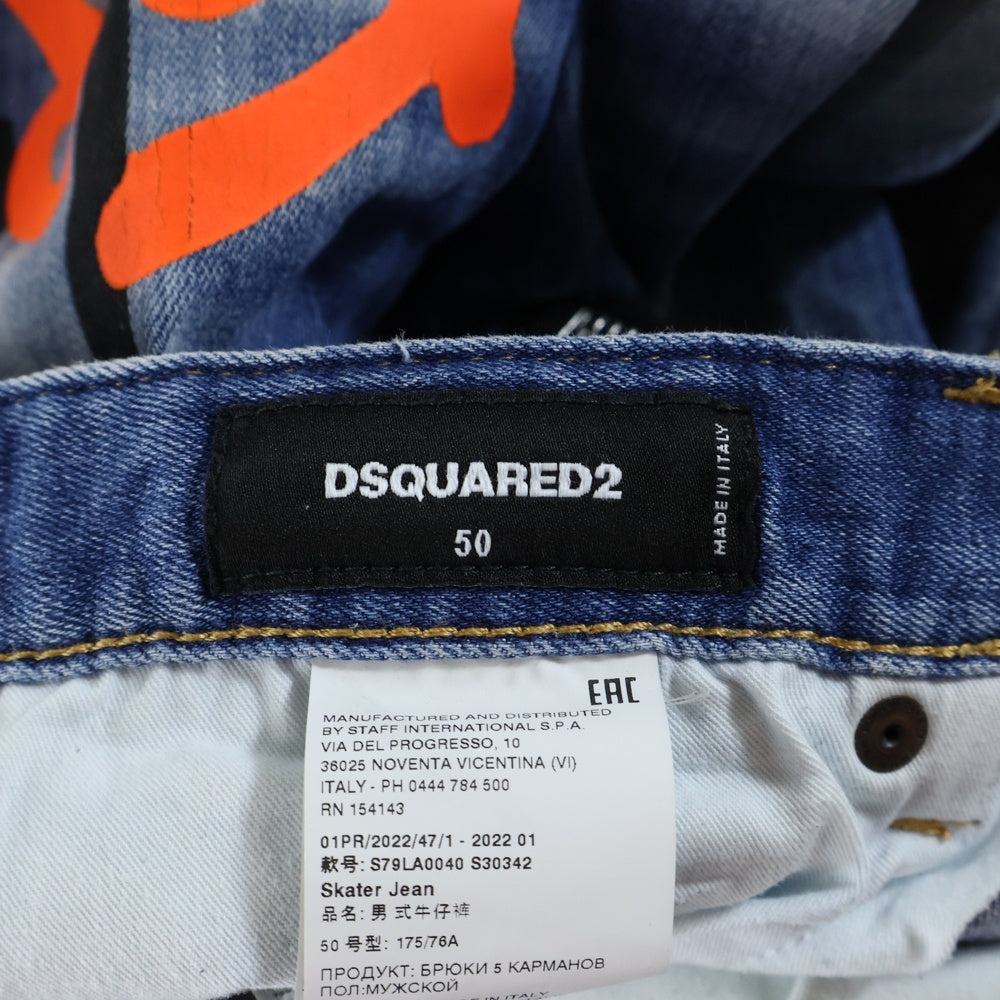 DSQUARED2
50
MADE IN ITALY
EAC
MANUFACTURED AND DISTRIBUTED
BY STAFF INTERNATIONAL S.P.A.
VIA DEL PROGRESSO, 10
36025 NOVENTA VICENTINA (VI)
ITALY - PH 0444 784 500
RN 154143
01PR/2022/47/1 - 2022 01
款号: S79LA0040 S30342
Skater Jean
品名: 男 式牛仔裤
50 号型: 175/76A
ПРОДУКТ: БРЮКИ 5 КАРМАНОВ
ПОЛ:МУЖСКОЙ
IN ITALY